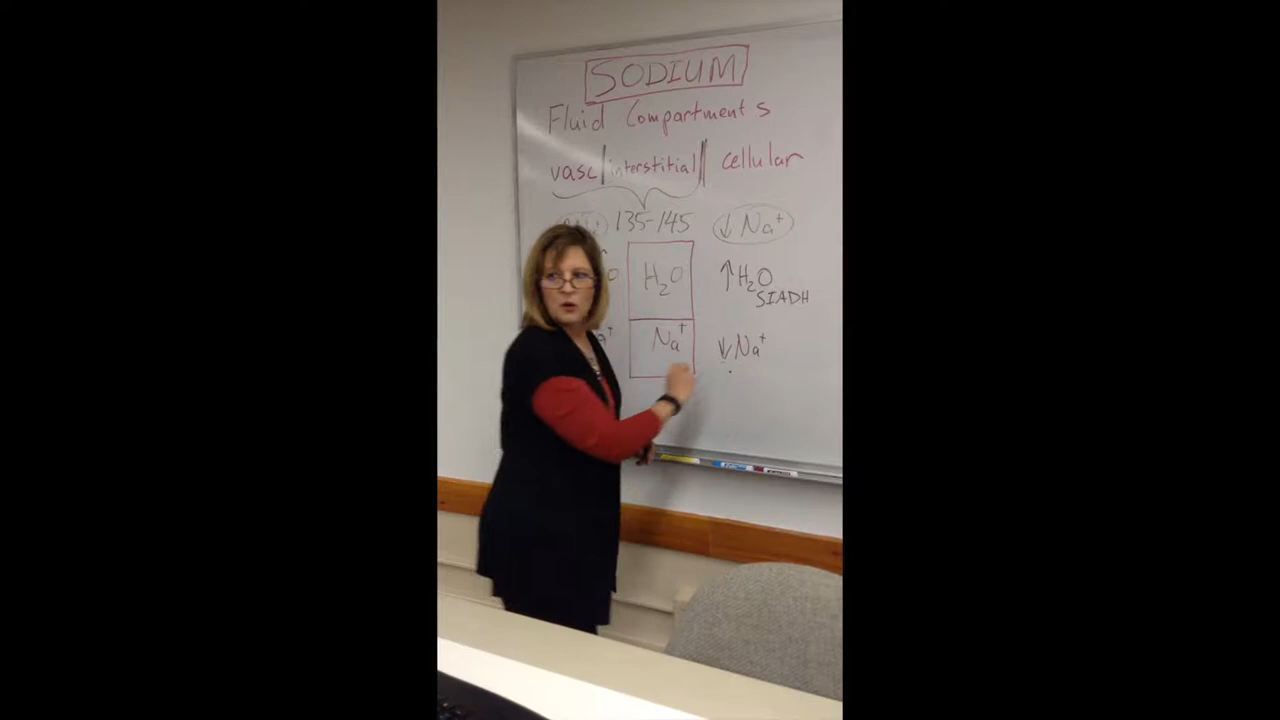 SODIUM
Fluid Compartments
vasc interstitial cellular
135-145 ↓ Na⁺
H₂O ↑ H₂O
SIADH
Na⁺ ↓ Na⁺